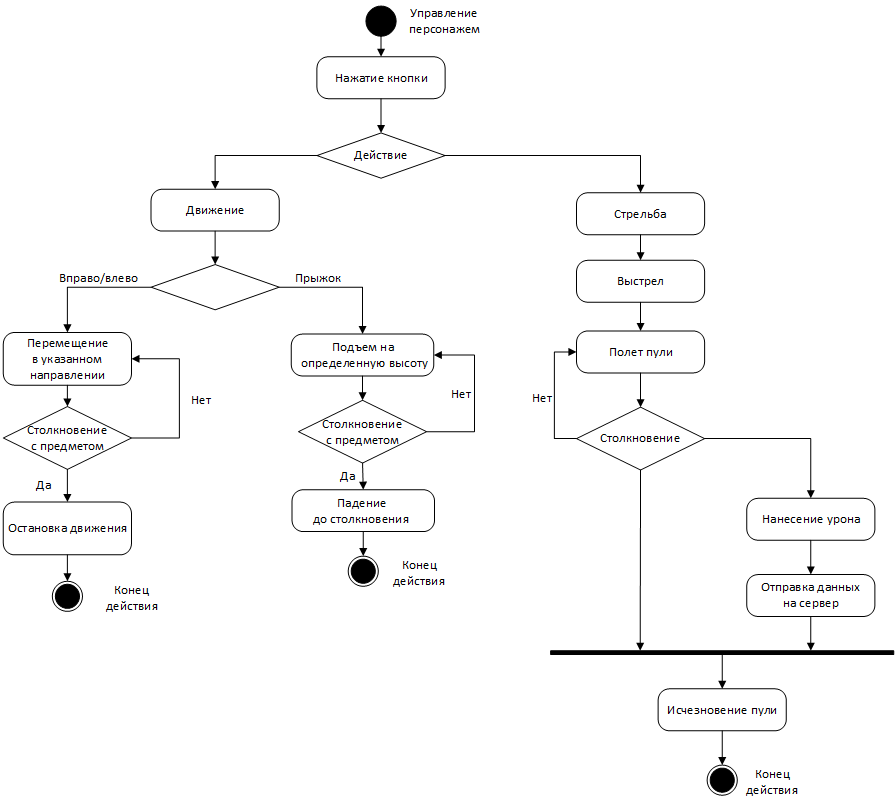 Управление
персонажем
Нажатие кнопки
Действие
Движение
Стрельба
Вправо/влево
Прыжок
Выстрел
Перемещение
в указанном
направлении
Подъем на
определенную высоту
Полет пули
Нет
Нет
Нет
Столкновение
с предметом
Столкновение
с предметом
Столкновение
Да
Да
Остановка движения
Падение
до столкновения
Нанесение урона
Конец
действия
Конец
действия
Отправка данных
на сервер
Исчезновение пули
Конец
действия